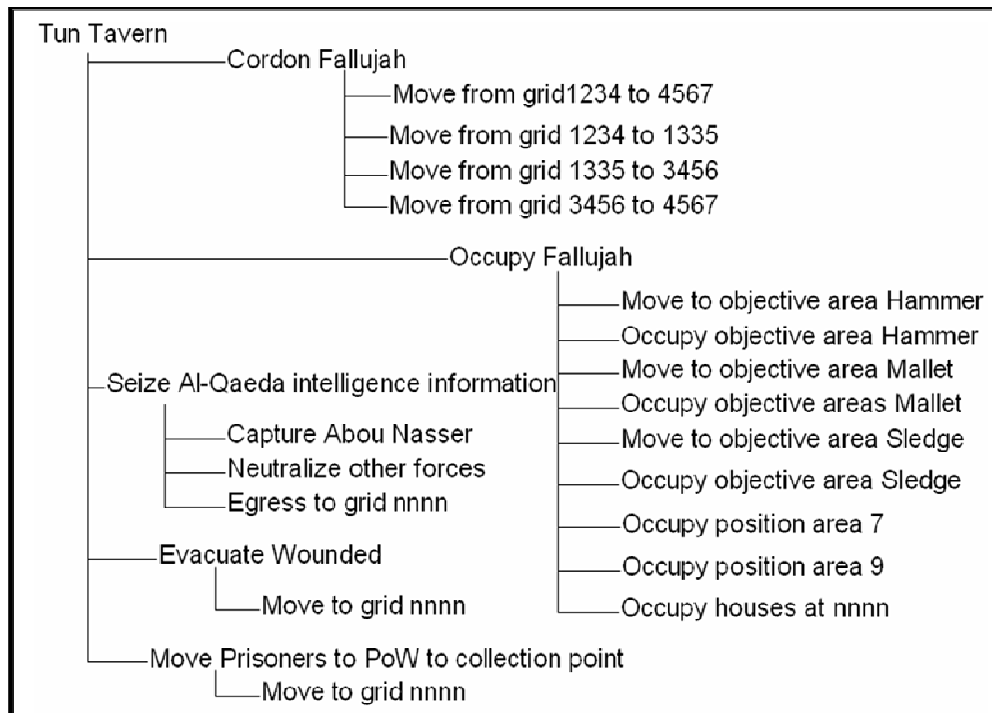 Tun Tavern
Cordon Fallujah
Move from grid1234 to 4567
Move from grid 1234 to 1335
Move from grid 1335 to 3456
Move from grid 3456 to 4567
Occupy Fallujah
Move to objective area Hammer
Occupy objective area Hammer
Move to objective area Mallet
Occupy objective areas Mallet
Move to objective area Sledge
Occupy objective area Sledge
Occupy position area 7
Occupy position area 9
Occupy houses at nnnn
Seize Al-Qaeda intelligence information
Capture Abou Nasser
Neutralize other forces
Egress to grid nnnn
Evacuate Wounded
Move to grid nnnn
Move Prisoners to PoW to collection point
Move to grid nnnn